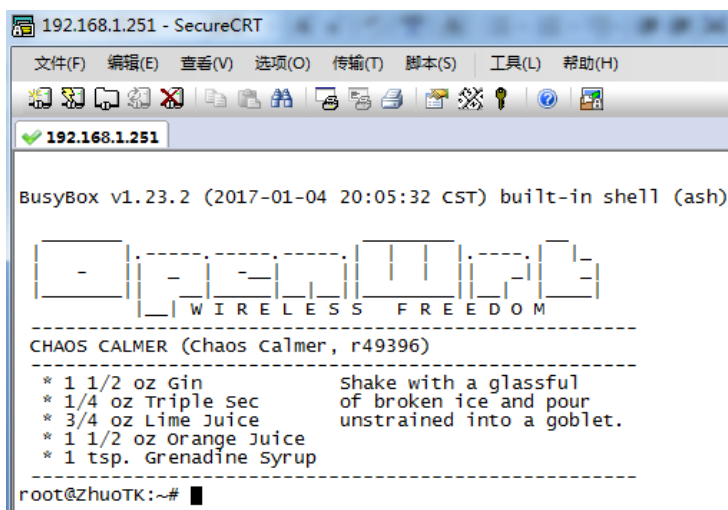 192.168.1.251 - SecureCRT
文件(F) 编辑(E) 查看(V) 选项(O) 传输(T) 脚本(S) 工具(L) 帮助(H)
192.168.1.251
BusyBox v1.23.2 (2017-01-04 20:05:32 CST) built-in shell (ash)
OpenWrt
W I R E L E S S   F R E E D O M
CHAOS CALMER (Chaos Calmer, r49396)
* 1 1/2 oz Gin            Shake with a glassful
* 1/4 oz Triple Sec       of broken ice and pour
* 3/4 oz Lime Juice       unstrained into a goblet.
* 1 1/2 oz Orange Juice
* 1 tsp. Grenadine Syrup
root@ZhuoTK:~#